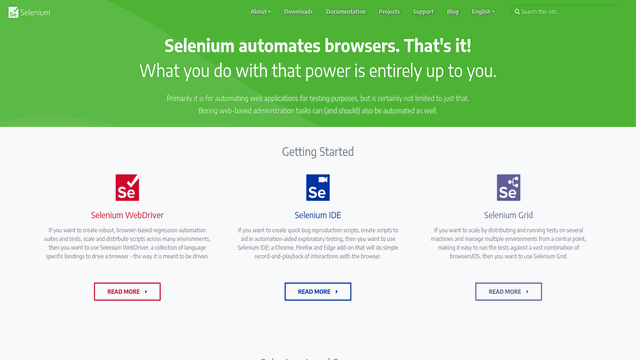 Selenium
About
Downloads
Documentation
Projects
Support
Blog
English
Search this site…
Selenium automates browsers. That's it!
What you do with that power is entirely up to you.
Primarily it is for automating web applications for testing purposes, but is certainly not limited to just that.
Boring web-based administration tasks can (and should) also be automated as well.
Getting Started
Se
Selenium WebDriver
If you want to create robust, browser-based regression automation
suites and tests, scale and distribute scripts across many environments,
then you want to use Selenium WebDriver, a collection of language
specific bindings to drive a browser - the way it is meant to be driven.
READ MORE
Se
Selenium IDE
If you want to create quick bug reproduction scripts, create scripts to
aid in automation-aided exploratory testing, then you want to use
Selenium IDE; a Chrome, Firefox and Edge add-on that will do simple
record-and-playback of interactions with the browser.
READ MORE
Se
Selenium Grid
If you want to scale by distributing and running tests on several
machines and manage multiple environments from a central point,
making it easy to run the tests against a vast combination of
browsers/OS, then you want to use Selenium Grid.
READ MORE